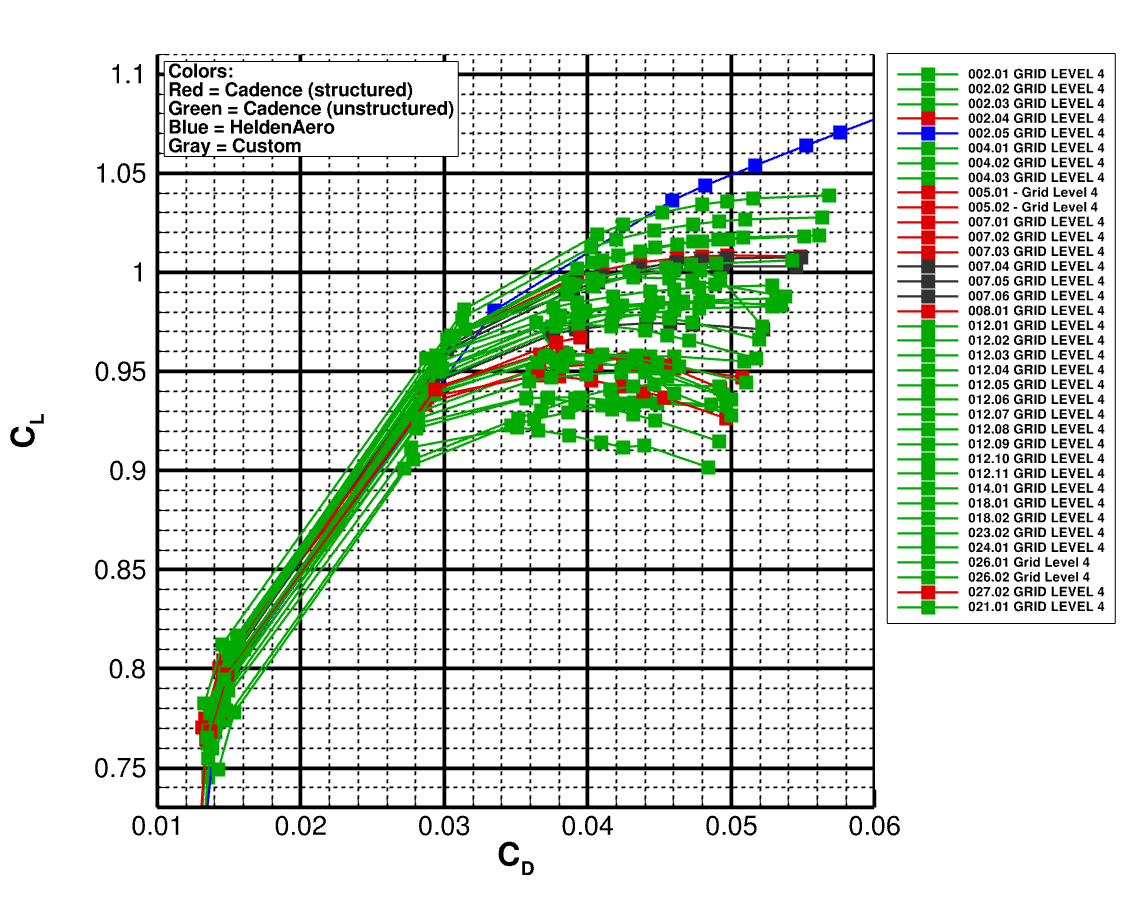 Colors:
Red = Cadence (structured)
Green = Cadence (unstructured)
Blue = HeldenAero
Gray = Custom
1.1
1.05
1
0.95
0.9
0.85
0.8
0.75
CL
0.01
0.02
0.03
0.04
0.05
0.06
CD
002.01 GRID LEVEL 4
002.02 GRID LEVEL 4
002.03 GRID LEVEL 4
002.04 GRID LEVEL 4
002.05 GRID LEVEL 4
004.01 GRID LEVEL 4
004.02 GRID LEVEL 4
004.03 GRID LEVEL 4
005.01 - Grid Level 4
005.02 - Grid Level 4
007.01 GRID LEVEL 4
007.02 GRID LEVEL 4
007.03 GRID LEVEL 4
007.04 GRID LEVEL 4
007.05 GRID LEVEL 4
007.06 GRID LEVEL 4
008.01 GRID LEVEL 4
012.01 GRID LEVEL 4
012.02 GRID LEVEL 4
012.03 GRID LEVEL 4
012.04 GRID LEVEL 4
012.05 GRID LEVEL 4
012.06 GRID LEVEL 4
012.07 GRID LEVEL 4
012.08 GRID LEVEL 4
012.09 GRID LEVEL 4
012.10 GRID LEVEL 4
012.11 GRID LEVEL 4
014.01 GRID LEVEL 4
018.01 GRID LEVEL 4
018.02 GRID LEVEL 4
023.02 GRID LEVEL 4
024.01 GRID LEVEL 4
026.01 Grid Level 4
026.02 Grid Level 4
027.02 GRID LEVEL 4
021.01 GRID LEVEL 4